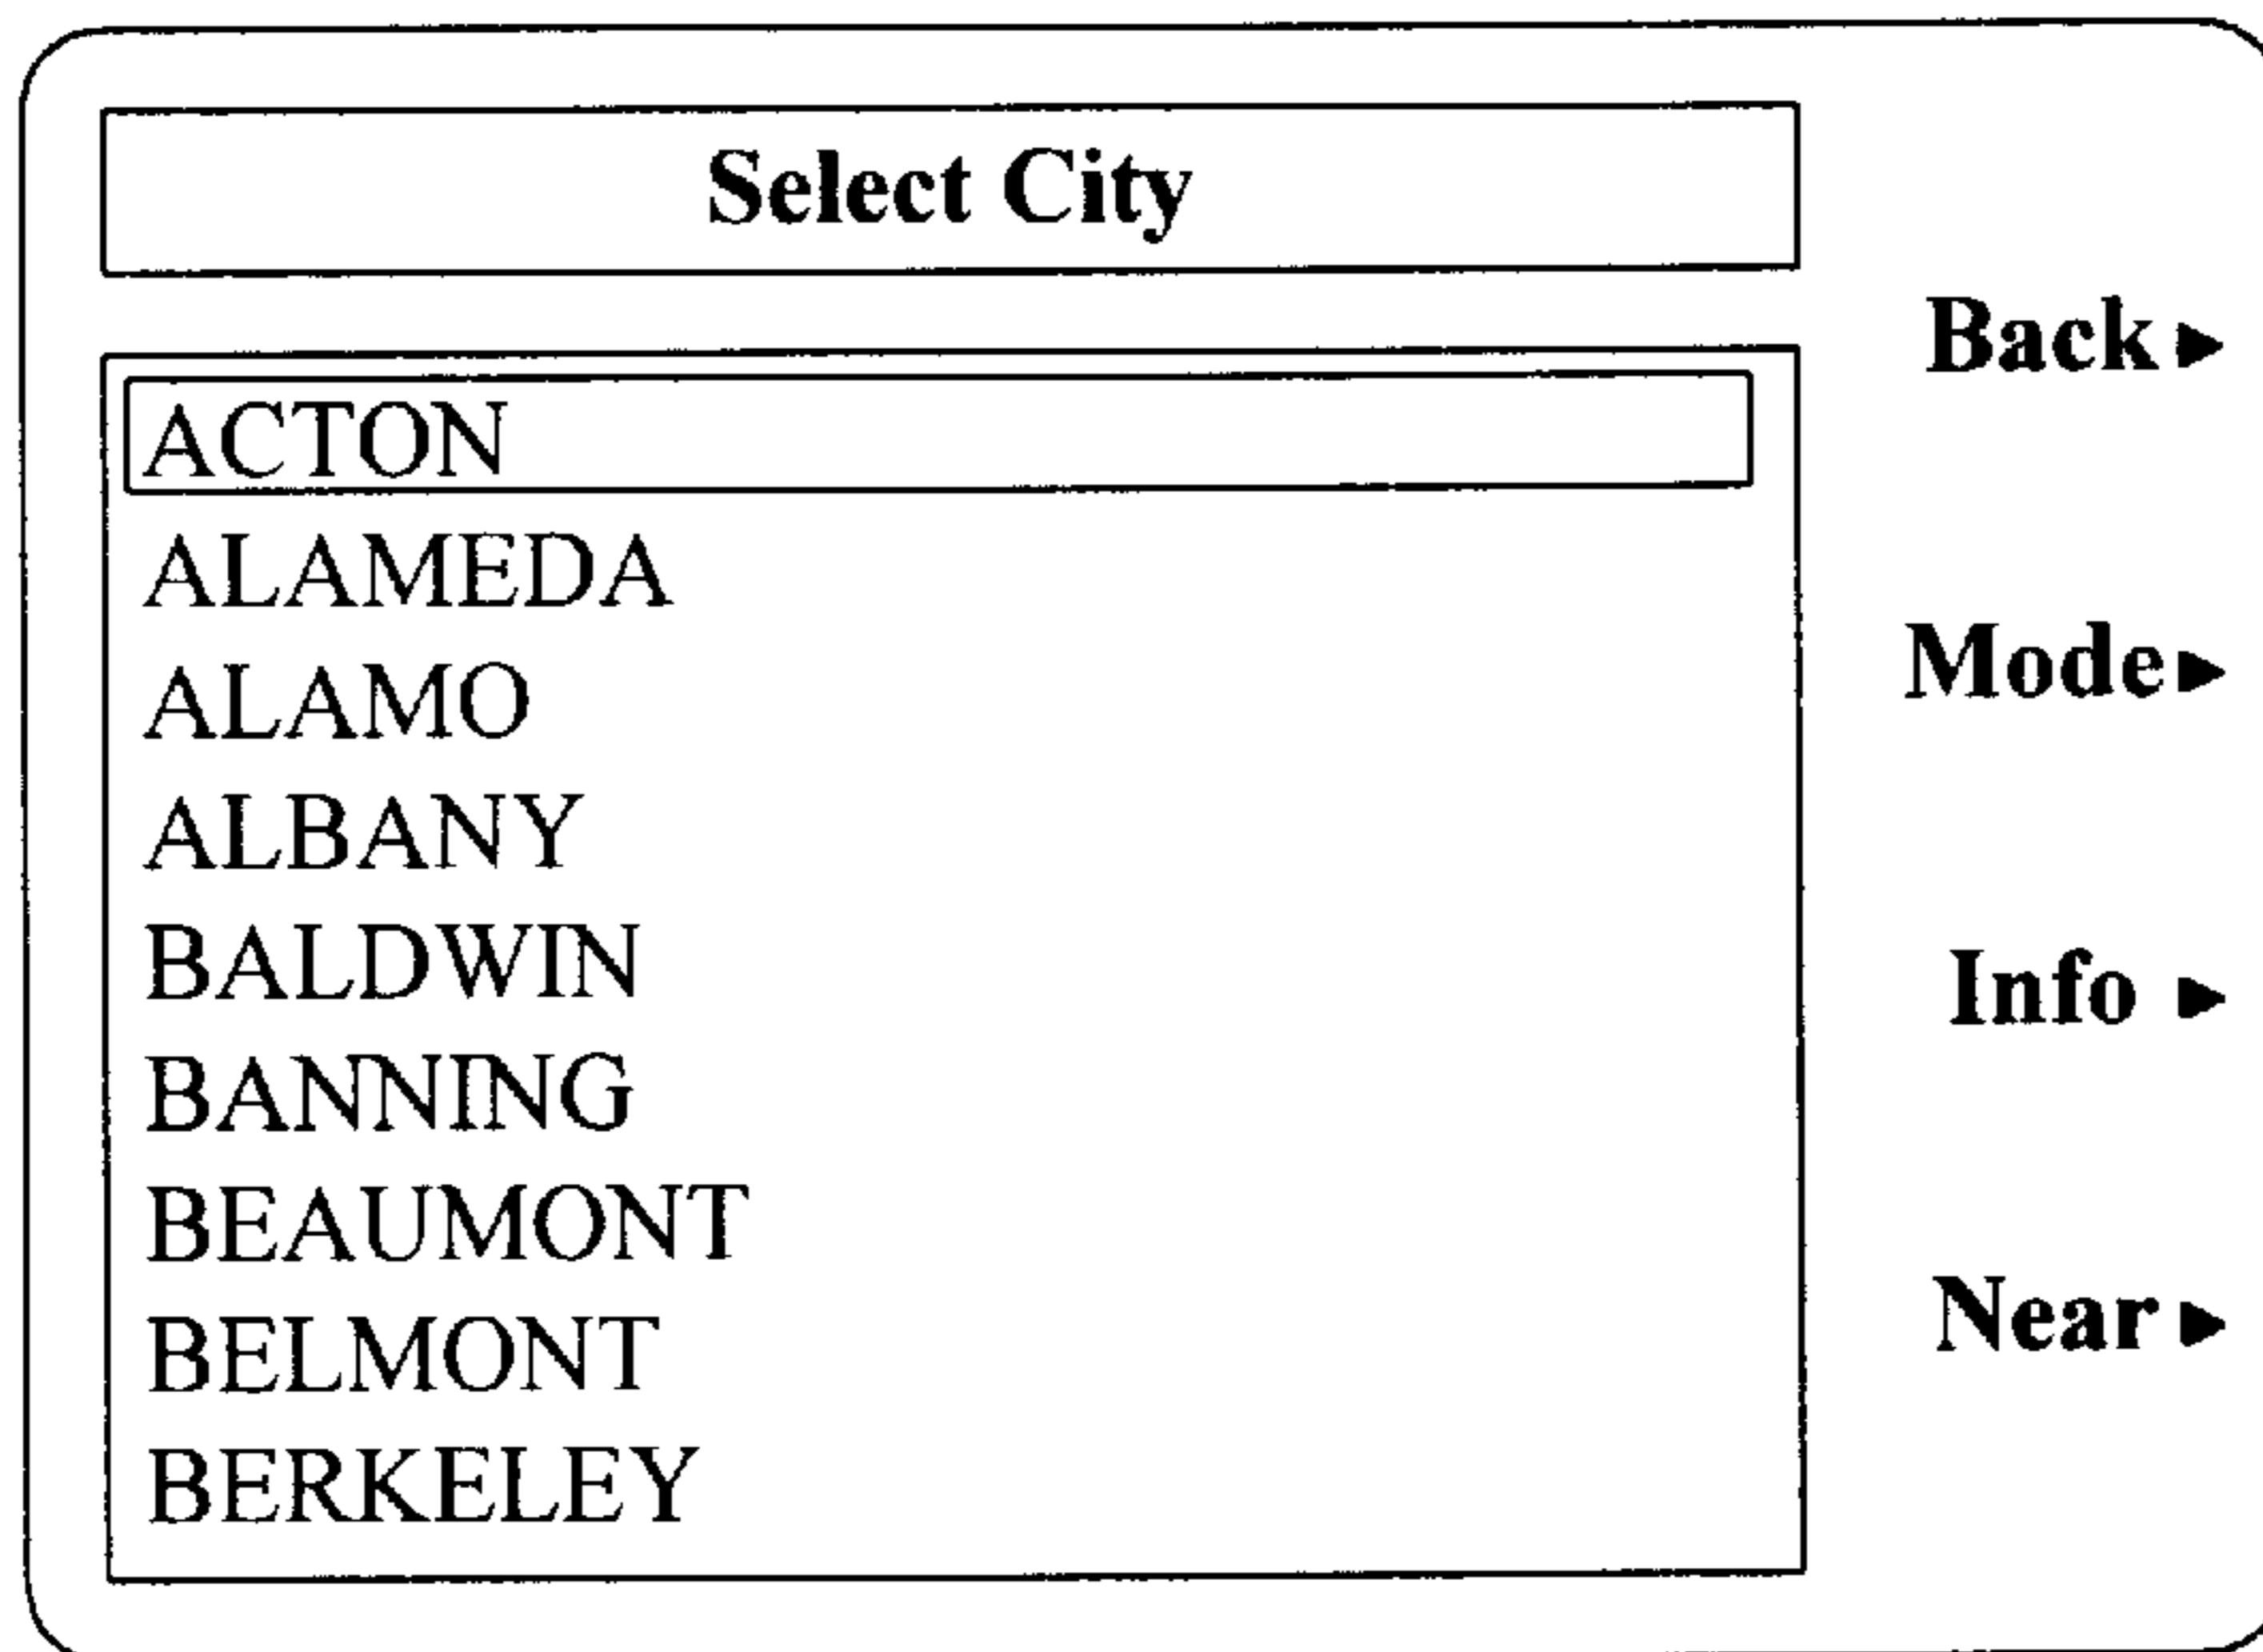 Select City
ACTON
ALAMEDA
ALAMO
ALBANY
BALDWIN
BANNING
BEAUMONT
BELMONT
BERKELEY
Back
Mode
Info
Near